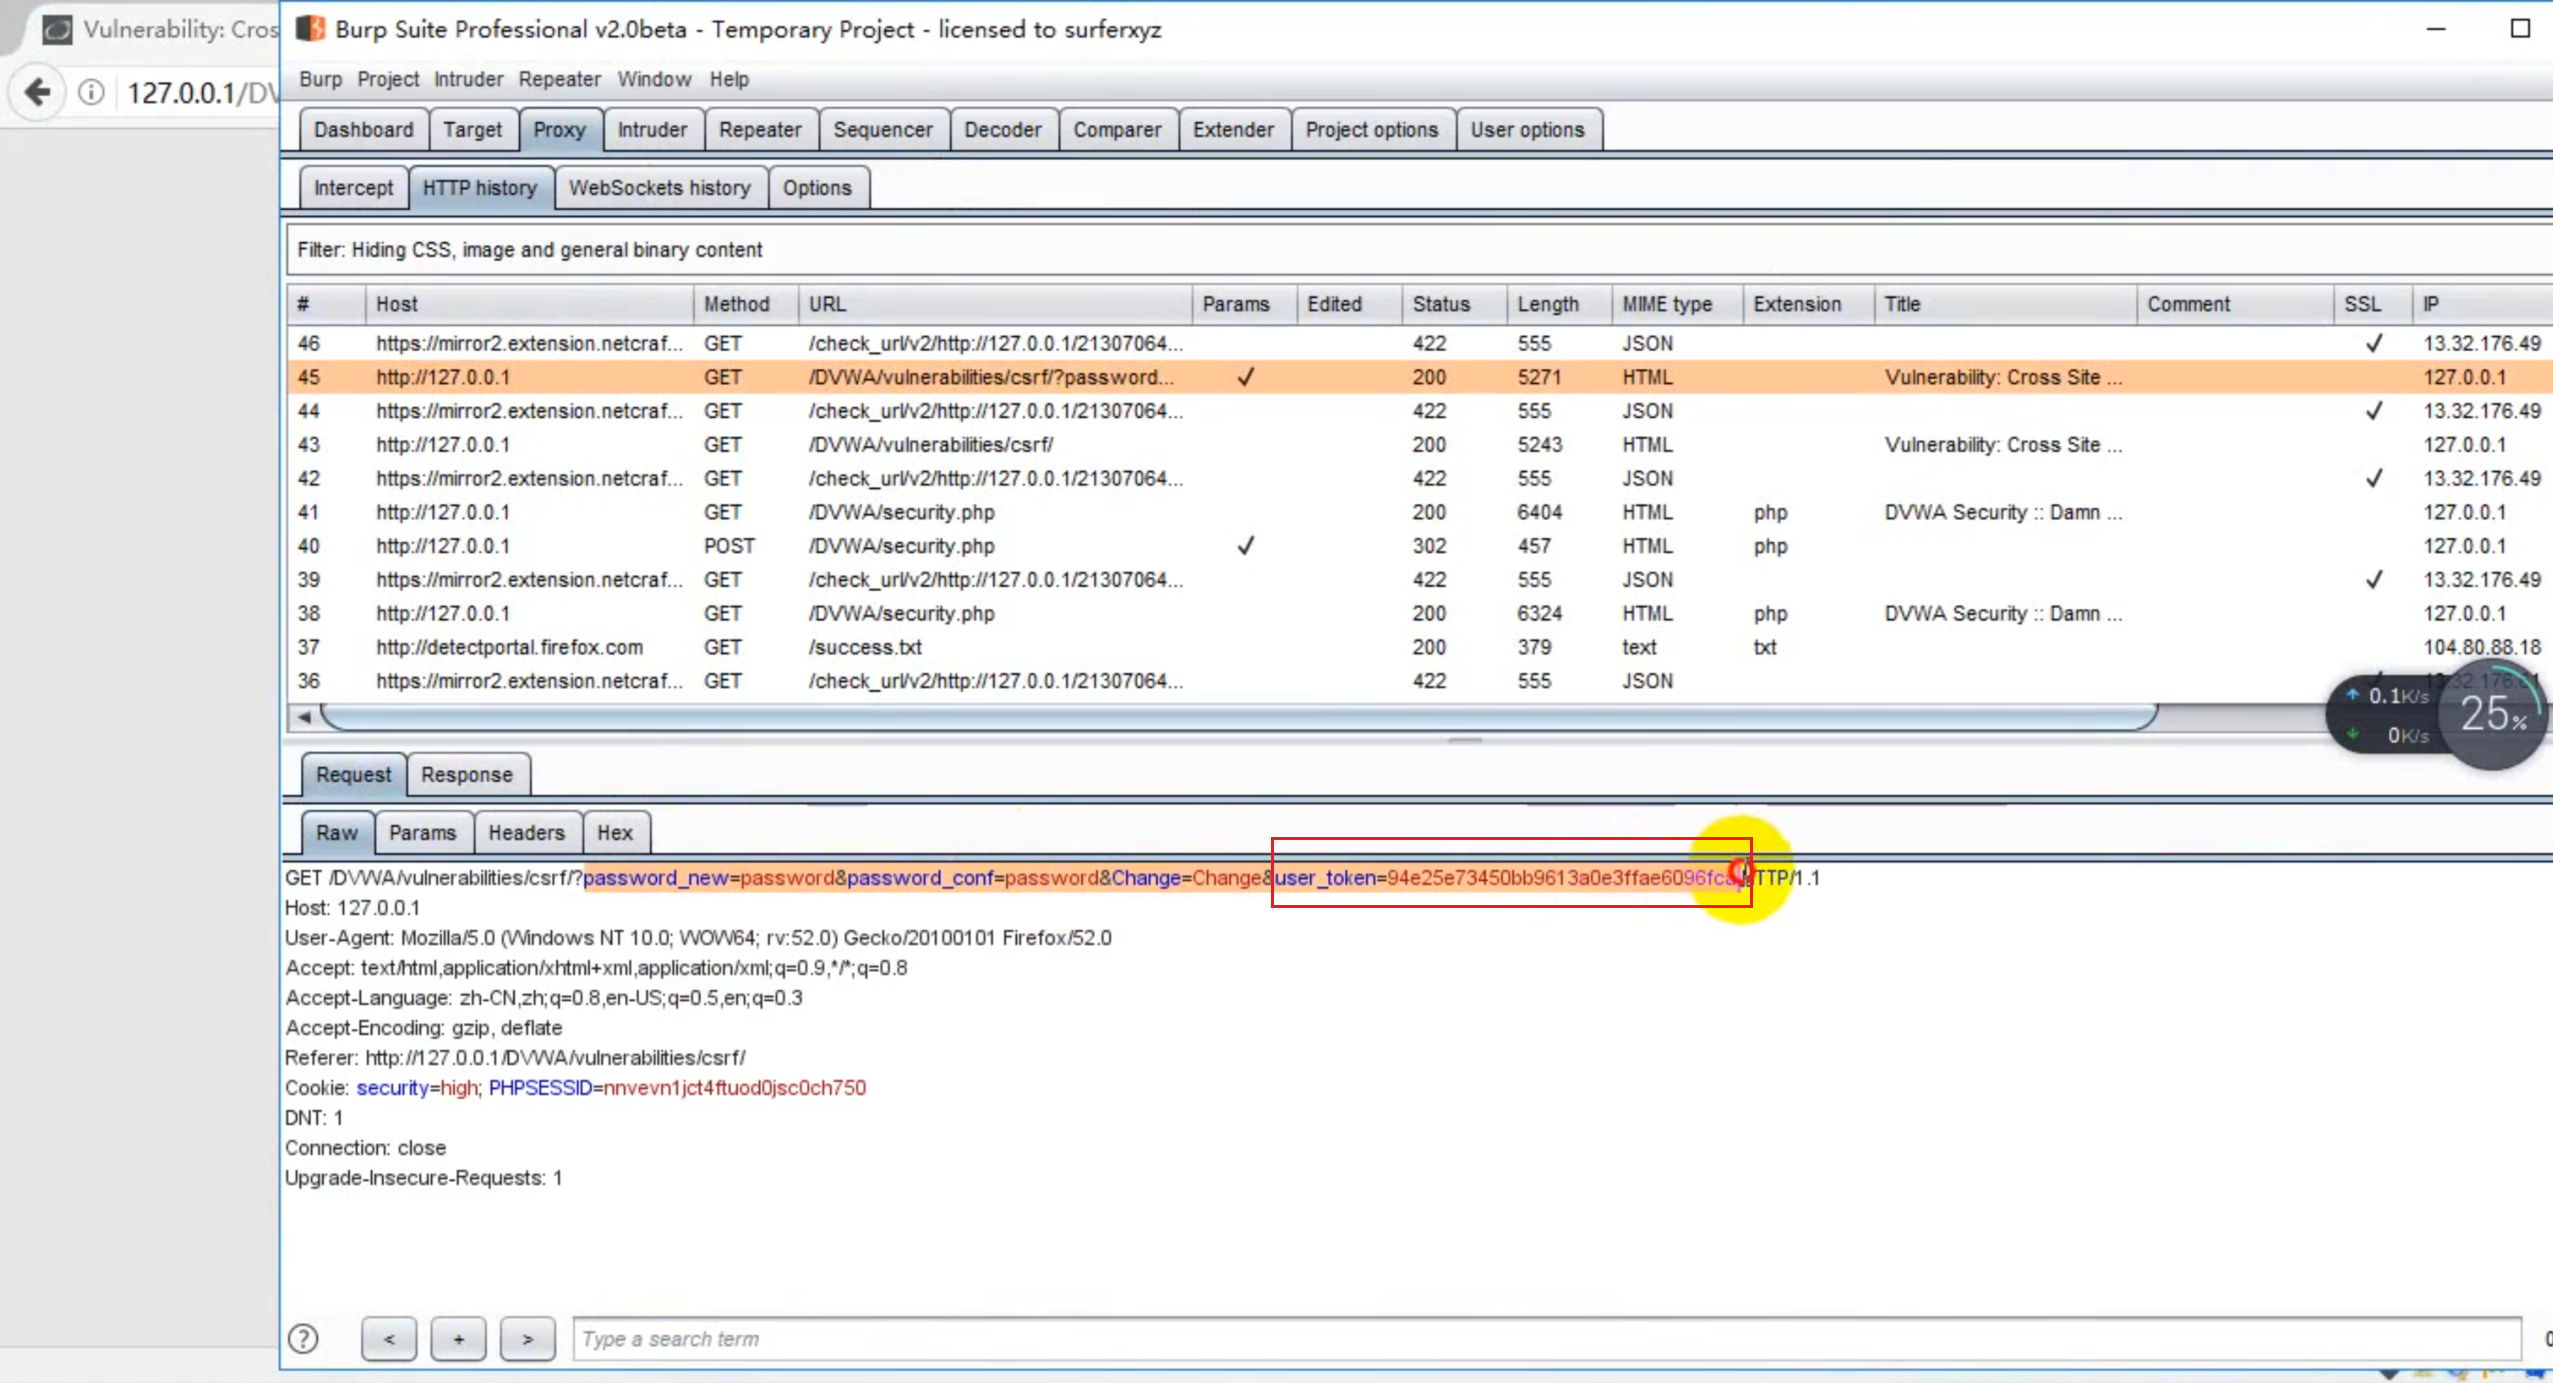 Vulnerability: Cros
Burp Suite Professional v2.0beta - Temporary Project - licensed to surferxyz
127.0.0.1/DV
Burp Project Intruder Repeater Window Help
Dashboard Target Proxy Intruder Repeater Sequencer Decoder Comparer Extender Project options User options
Intercept HTTP history WebSockets history Options
Filter: Hiding CSS, image and general binary content
# Host Method URL Params Edited Status Length MIME type Extension Title Comment SSL IP
46 https://mirror2.extension.netcraf... GET /check_url/v2/http://127.0.0.1/21307064... 422 555 JSON ✓ 13.32.176.49
45 http://127.0.0.1 GET /DVWA/vulnerabilities/csrf/?password... ✓ 200 5271 HTML Vulnerability: Cross Site ... 127.0.0.1
44 https://mirror2.extension.netcraf... GET /check_url/v2/http://127.0.0.1/21307064... 422 555 JSON ✓ 13.32.176.49
43 http://127.0.0.1 GET /DVWA/vulnerabilities/csrf/ 200 5243 HTML Vulnerability: Cross Site ... 127.0.0.1
42 https://mirror2.extension.netcraf... GET /check_url/v2/http://127.0.0.1/21307064... 422 555 JSON ✓ 13.32.176.49
41 http://127.0.0.1 GET /DVWA/security.php 200 6404 HTML php DVWA Security :: Damn ... 127.0.0.1
40 http://127.0.0.1 POST /DVWA/security.php ✓ 302 457 HTML php 127.0.0.1
39 https://mirror2.extension.netcraf... GET /check_url/v2/http://127.0.0.1/21307064... 422 555 JSON ✓ 13.32.176.49
38 http://127.0.0.1 GET /DVWA/security.php 200 6324 HTML php DVWA Security :: Damn ... 127.0.0.1
37 http://detectportal.firefox.com GET /success.txt 200 379 text txt 104.80.88.18
36 https://mirror2.extension.netcraf... GET /check_url/v2/http://127.0.0.1/21307064... 422 555 JSON
0.1K/s
25%
0K/s
Request Response
Raw Params Headers Hex
GET /DVWA/vulnerabilities/csrf/?password_new=password&password_conf=password&Change=Change&user_token=94e25e73450bb9613a0e3ffae6096fca TTP/1.1
Host: 127.0.0.1
User-Agent: Mozilla/5.0 (Windows NT 10.0; WOW64; rv:52.0) Gecko/20100101 Firefox/52.0
Accept: text/html,application/xhtml+xml,application/xml;q=0.9,*/*;q=0.8
Accept-Language: zh-CN,zh;q=0.8,en-US;q=0.5,en;q=0.3
Accept-Encoding: gzip, deflate
Referer: http://127.0.0.1/DVWA/vulnerabilities/csrf/
Cookie: security=high; PHPSESSID=nnvevn1jct4ftuod0jsc0ch750
DNT: 1
Connection: close
Upgrade-Insecure-Requests: 1
? < + > Type a search term